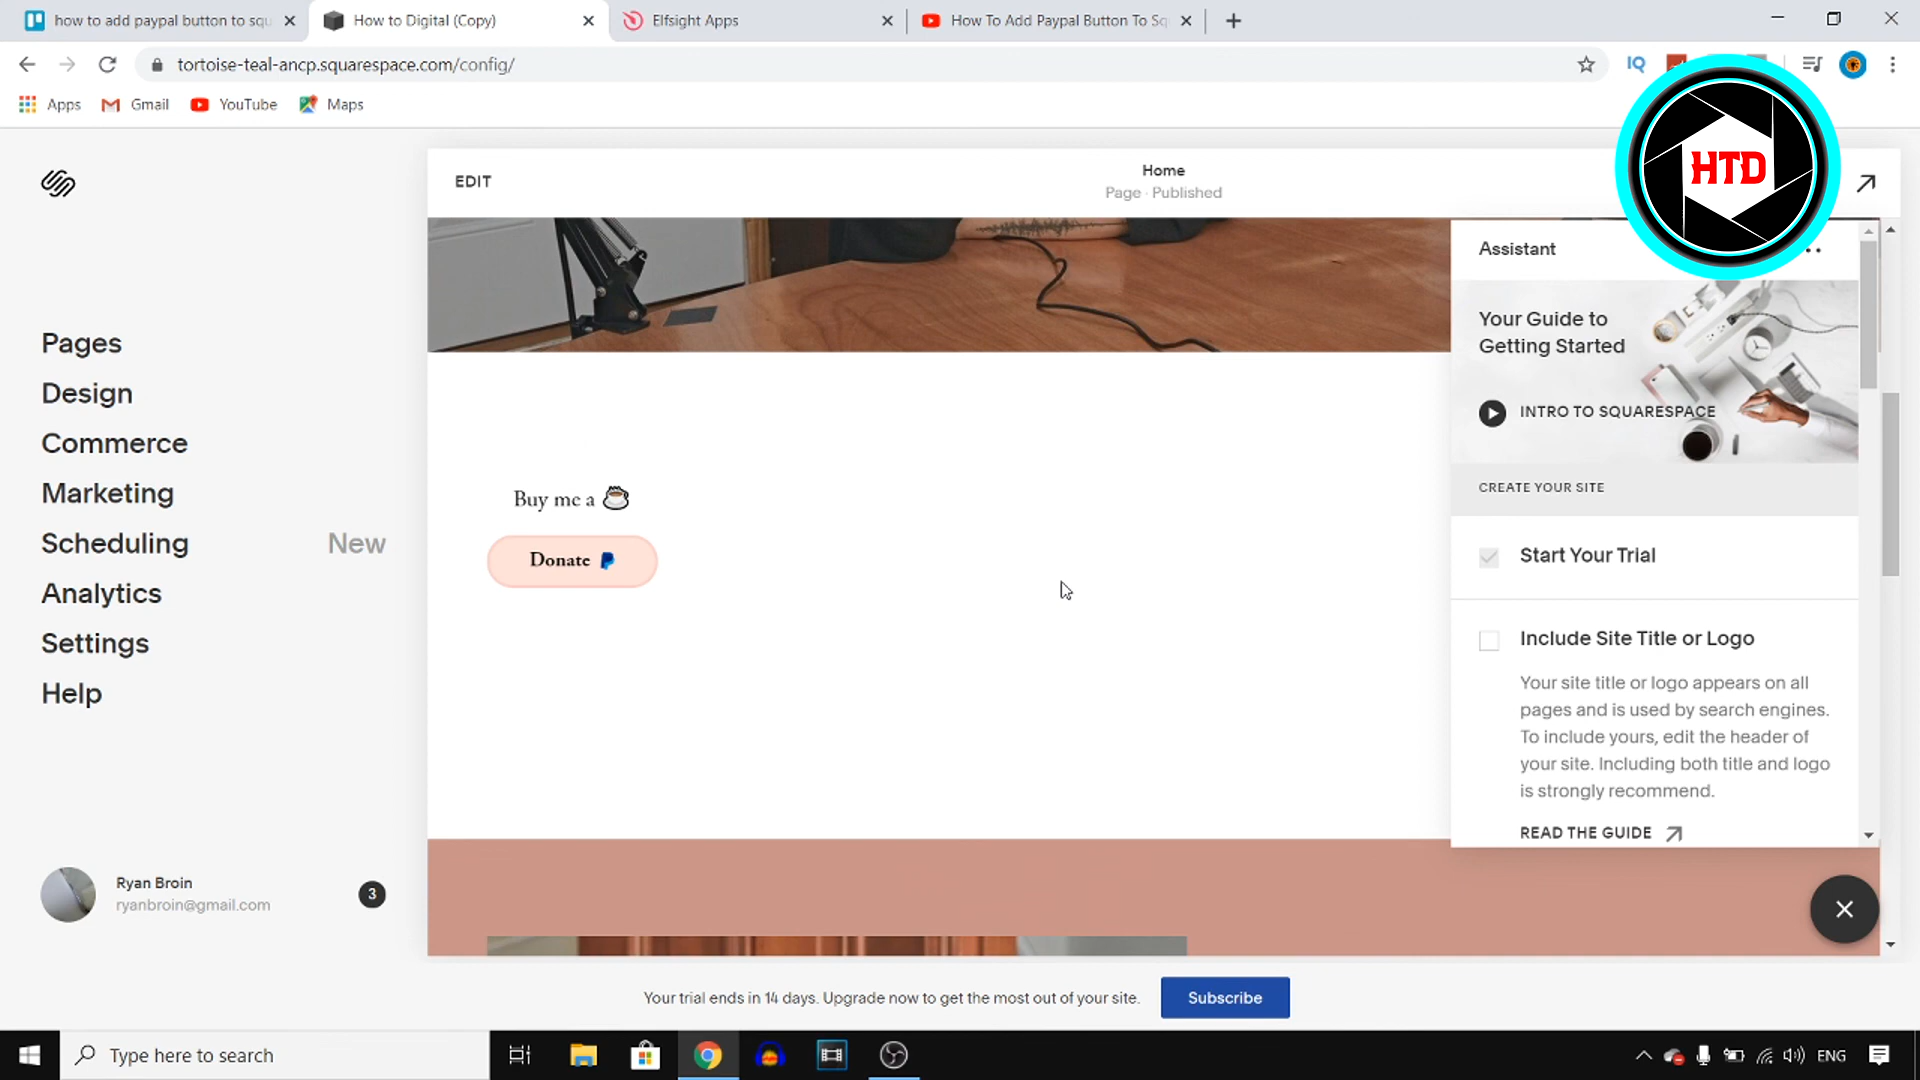 how to add paypal button to squ
How to Digital (Copy)
Elfsight Apps
How To Add Paypal Button To Sq
tortoise-teal-ancp.squarespace.com/config/
IQ
Apps
Gmail
YouTube
Maps
HTD
EDIT
Home
Page · Published
Pages
Design
Commerce
Marketing
Scheduling
New
Analytics
Settings
Help
Ryan Broin
ryanbroin@gmail.com
3
Buy me a
Donate
Assistant
Your Guide to
Getting Started
INTRO TO SQUARESPACE
CREATE YOUR SITE
Start Your Trial
Include Site Title or Logo
Your site title or logo appears on all
pages and is used by search engines.
To include yours, edit the header of
your site. Including both title and logo
is strongly recommend.
READ THE GUIDE
Your trial ends in 14 days. Upgrade now to get the most out of your site.
Subscribe
Type here to search
ENG